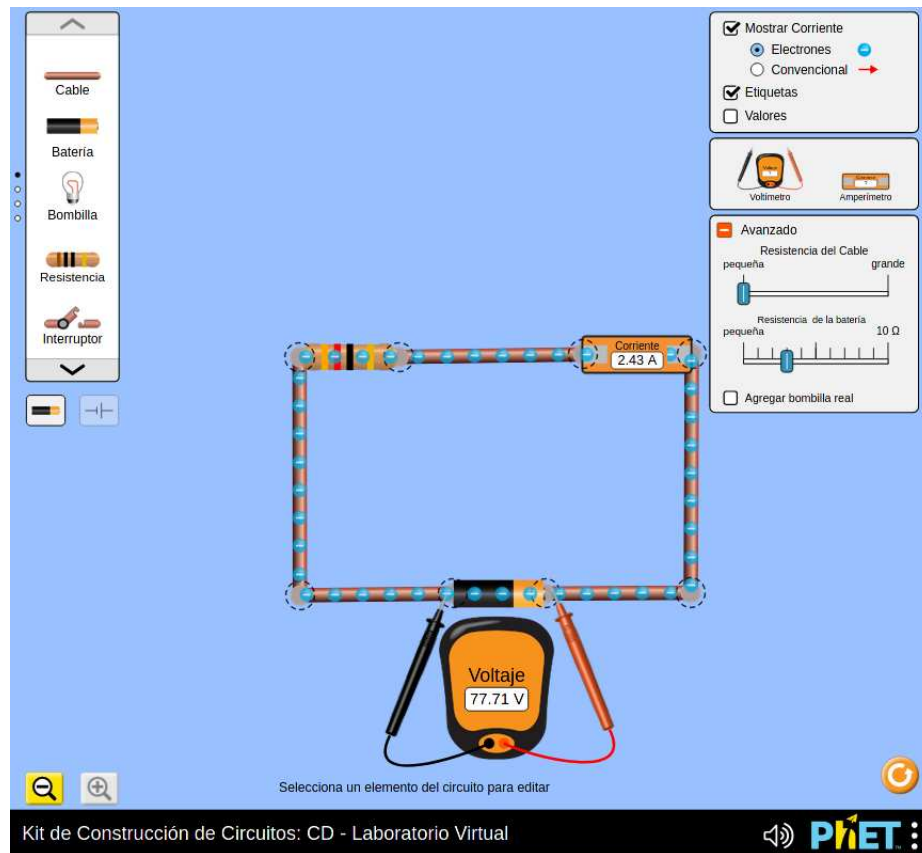 Cable
Batería
Bombilla
Resistencia
Interruptor
Mostrar Corriente
Electrones
Convencional
Etiquetas
Valores
Voltaje
?
Voltímetro
Corriente
?
Amperímetro
Avanzado
Resistencia del Cable
pequeña grande
Resistencia de la batería
pequeña 10 Ω
Agregar bombilla real
Corriente
2.43 A
Voltaje
77.71 V
Selecciona un elemento del circuito para editar
Kit de Construcción de Circuitos: CD - Laboratorio Virtual
PhET